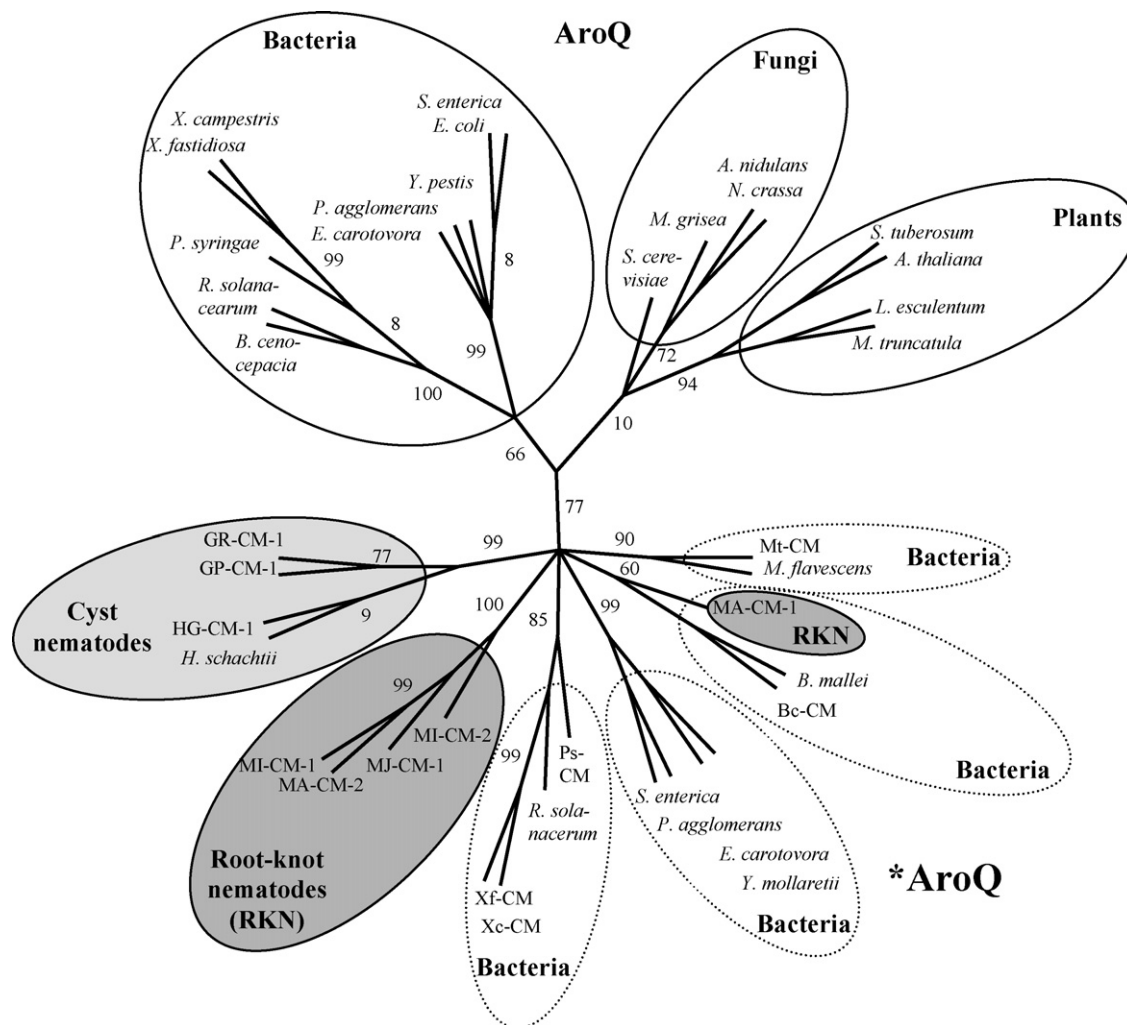 Bacteria
AroQ
Fungi
Plants
X. campestris
X. fastidiosa
S. enterica
E. coli
Y. pestis
P. agglomerans
E. carotovora
P. syringae
R. solana-
cearum
B. ceno-
cepacia
99
8
100
8
99
66
A. nidulans
N. crassa
M. grisea
S. cere-
visiae
72
S. tuberosum
A. thaliana
L. esculentum
M. truncatula
94
10
77
GR-CM-1
GP-CM-1
77
99
Cyst
nematodes
HG-CM-1
H. schachtii
9
100
99
MI-CM-2
MI-CM-1
MJ-CM-1
MA-CM-2
Root-knot
nematodes
(RKN)
85
99
Ps-
CM
R. sola-
nacerum
Xf-CM
Xc-CM
Bacteria
99
S. enterica
P. agglomerans
E. carotovora
Y. mollaretii
Bacteria
90
Mt-CM
M. flavescens
Bacteria
60
MA-CM-1
RKN
B. mallei
Bc-CM
Bacteria
*AroQ